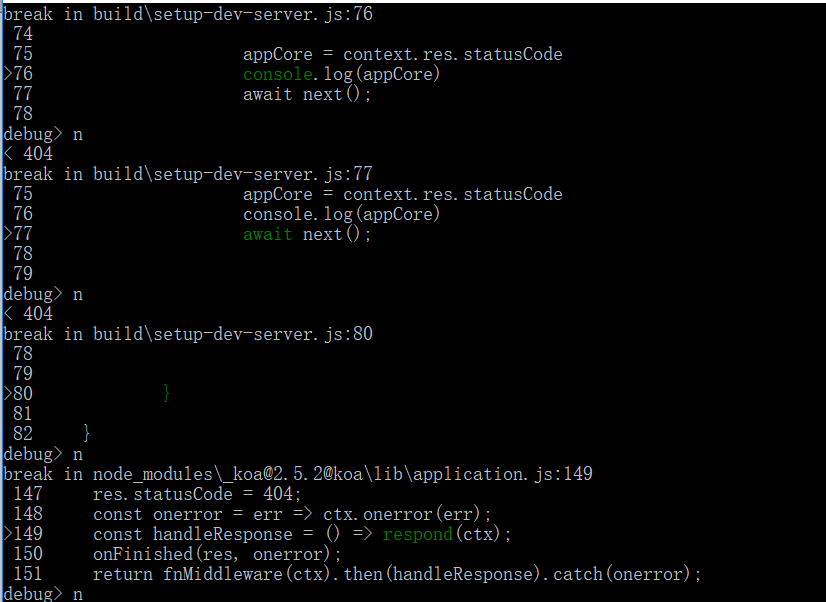 break in build\setup-dev-server.js:76
 74
 75                     appCore = context.res.statusCode
>76                     console.log(appCore)
 77                     await next();
 78
debug> n
< 404
break in build\setup-dev-server.js:77
 75                     appCore = context.res.statusCode
 76                     console.log(appCore)
>77                     await next();
 78
 79
debug> n
< 404
break in build\setup-dev-server.js:80
 78
 79
>80             }
 81
 82     }
debug> n
break in node_modules\_koa@2.5.2@koa\lib\application.js:149
 147     res.statusCode = 404;
 148     const onerror = err => ctx.onerror(err);
>149     const handleResponse = () => respond(ctx);
 150     onFinished(res, onerror);
 151     return fnMiddleware(ctx).then(handleResponse).catch(onerror);
debug> n